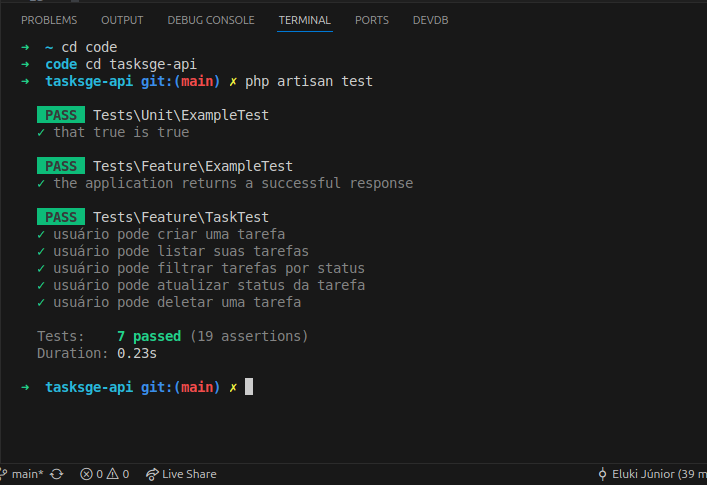 PROBLEMS OUTPUT DEBUG CONSOLE TERMINAL PORTS DEVDB
➜ ~ cd code
➜ code cd tasksge-api
➜ tasksge-api git:(main) ✗ php artisan test
PASS Tests\Unit\ExampleTest
✓ that true is true
PASS Tests\Feature\ExampleTest
✓ the application returns a successful response
PASS Tests\Feature\TaskTest
✓ usuário pode criar uma tarefa
✓ usuário pode listar suas tarefas
✓ usuário pode filtrar tarefas por status
✓ usuário pode atualizar status da tarefa
✓ usuário pode deletar uma tarefa
Tests: 7 passed (19 assertions)
Duration: 0.23s
➜ tasksge-api git:(main) ✗
main* 0 0 Live Share Eluki Júnior (39 m